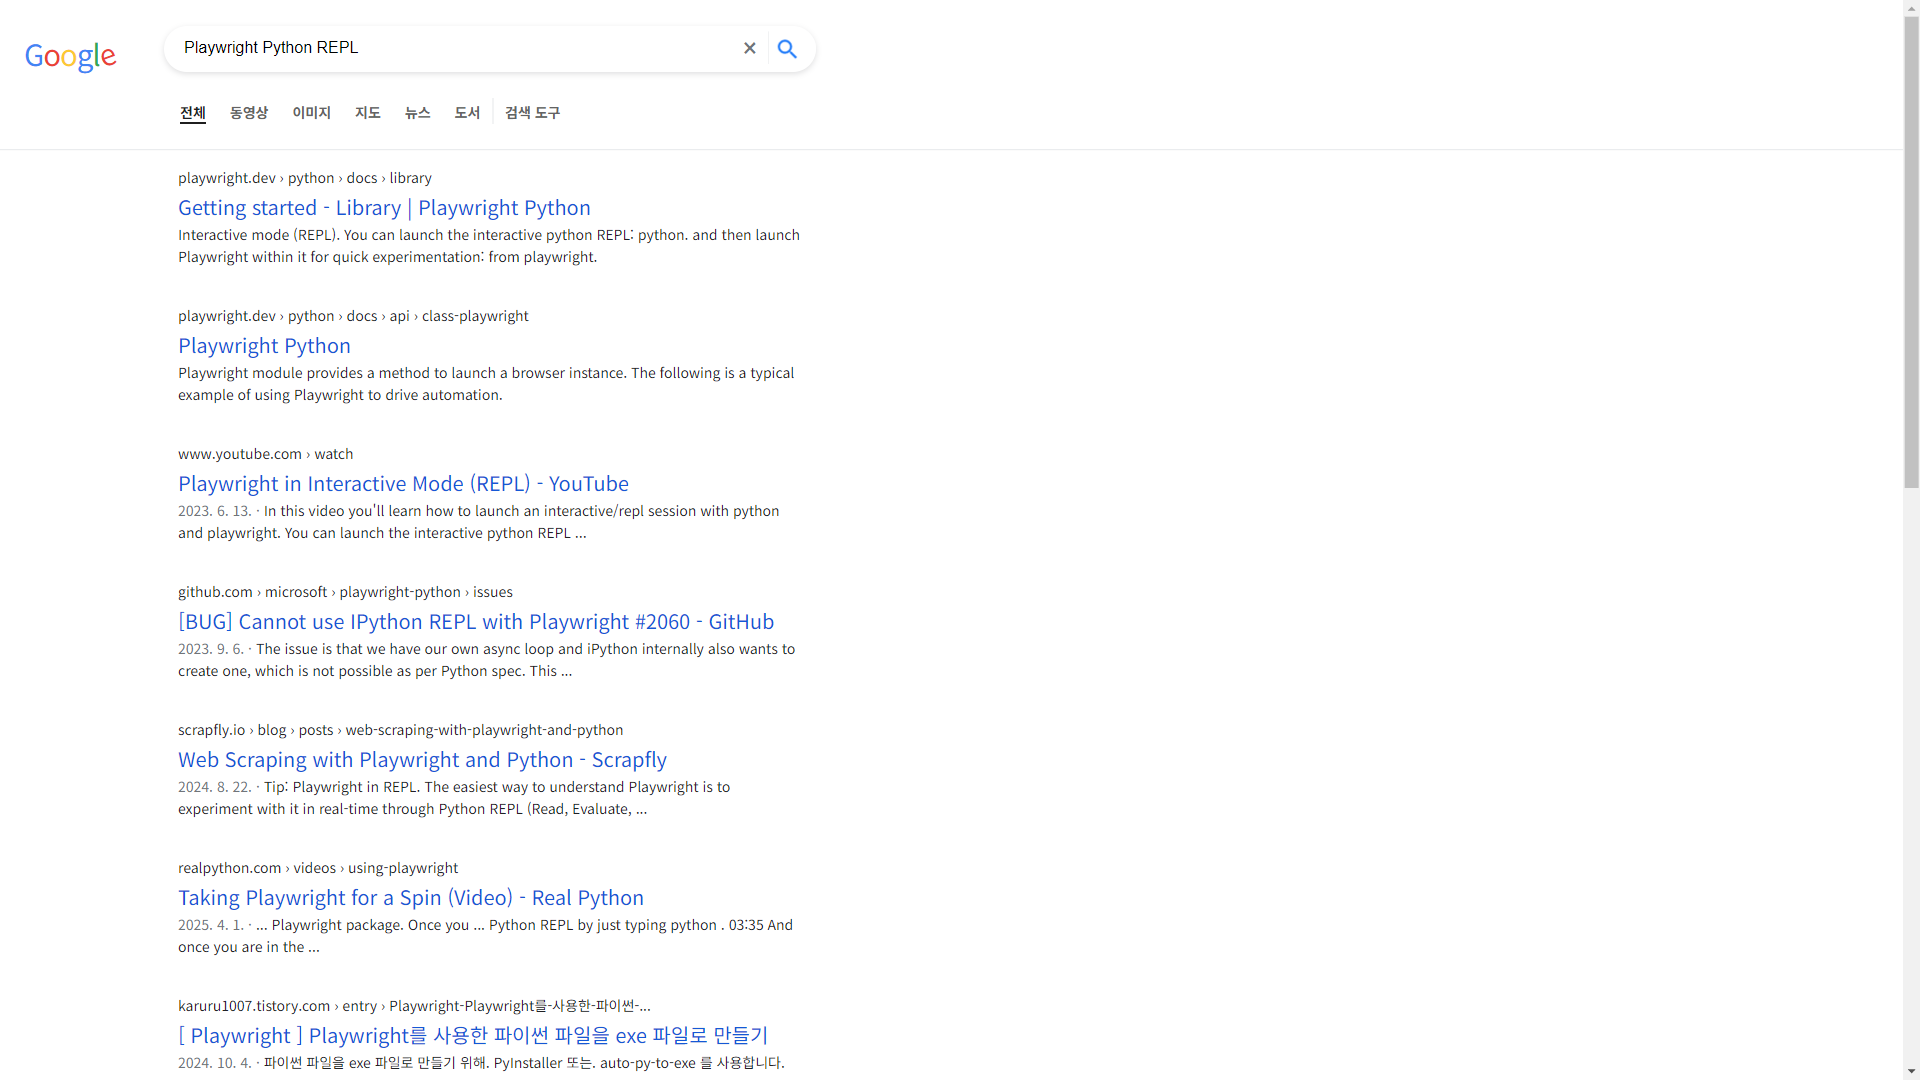 Google
Playwright Python REPL
전체 동영상 이미지 지도 뉴스 도서 검색 도구
playwright.dev › python › docs › library
Getting started - Library | Playwright Python
Interactive mode (REPL). You can launch the interactive python REPL: python. and then launch
Playwright within it for quick experimentation: from playwright.
playwright.dev › python › docs › api › class-playwright
Playwright Python
Playwright module provides a method to launch a browser instance. The following is a typical
example of using Playwright to drive automation.
www.youtube.com › watch
Playwright in Interactive Mode (REPL) - YouTube
2023. 6. 13. · In this video you'll learn how to launch an interactive/repl session with python
and playwright. You can launch the interactive python REPL ...
github.com › microsoft › playwright-python › issues
[BUG] Cannot use IPython REPL with Playwright #2060 - GitHub
2023. 9. 6. · The issue is that we have our own async loop and iPython internally also wants to
create one, which is not possible as per Python spec. This ...
scrapfly.io › blog › posts › web-scraping-with-playwright-and-python
Web Scraping with Playwright and Python - Scrapfly
2024. 8. 22. · Tip: Playwright in REPL. The easiest way to understand Playwright is to
experiment with it in real-time through Python REPL (Read, Evaluate, ...
realpython.com › videos › using-playwright
Taking Playwright for a Spin (Video) - Real Python
2025. 4. 1. · ... Playwright package. Once you ... Python REPL by just typing python . 03:35 And
once you are in the ...
karuru1007.tistory.com › entry › Playwright-Playwright를-사용한-파이썬-...
[ Playwright ] Playwright를 사용한 파이썬 파일을 exe 파일로 만들기
2024. 10. 4. · 파이썬 파일을 exe 파일로 만들기 위해. PyInstaller 또는. auto-py-to-exe 를 사용합니다.